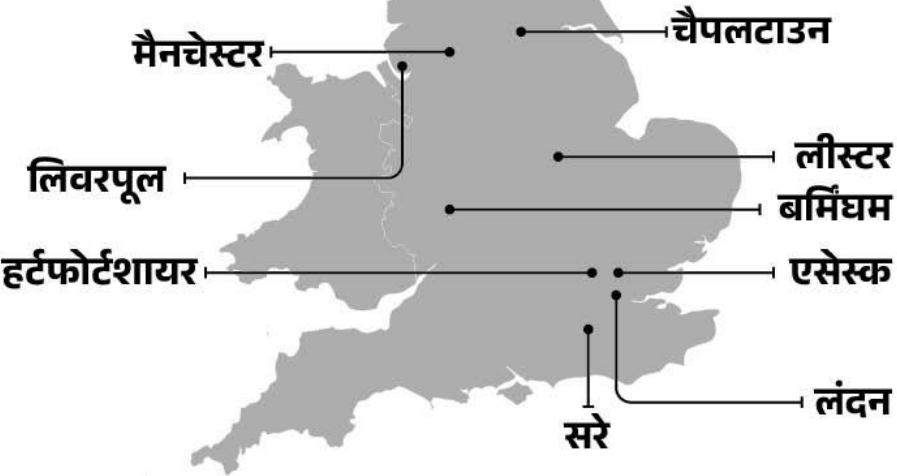 चैपलटाउन
मैनचेस्टर
लीस्टर
लिवरपूल
बर्मिंघम
हर्टफोर्टशायर
एसेस्क
लंदन
सरे